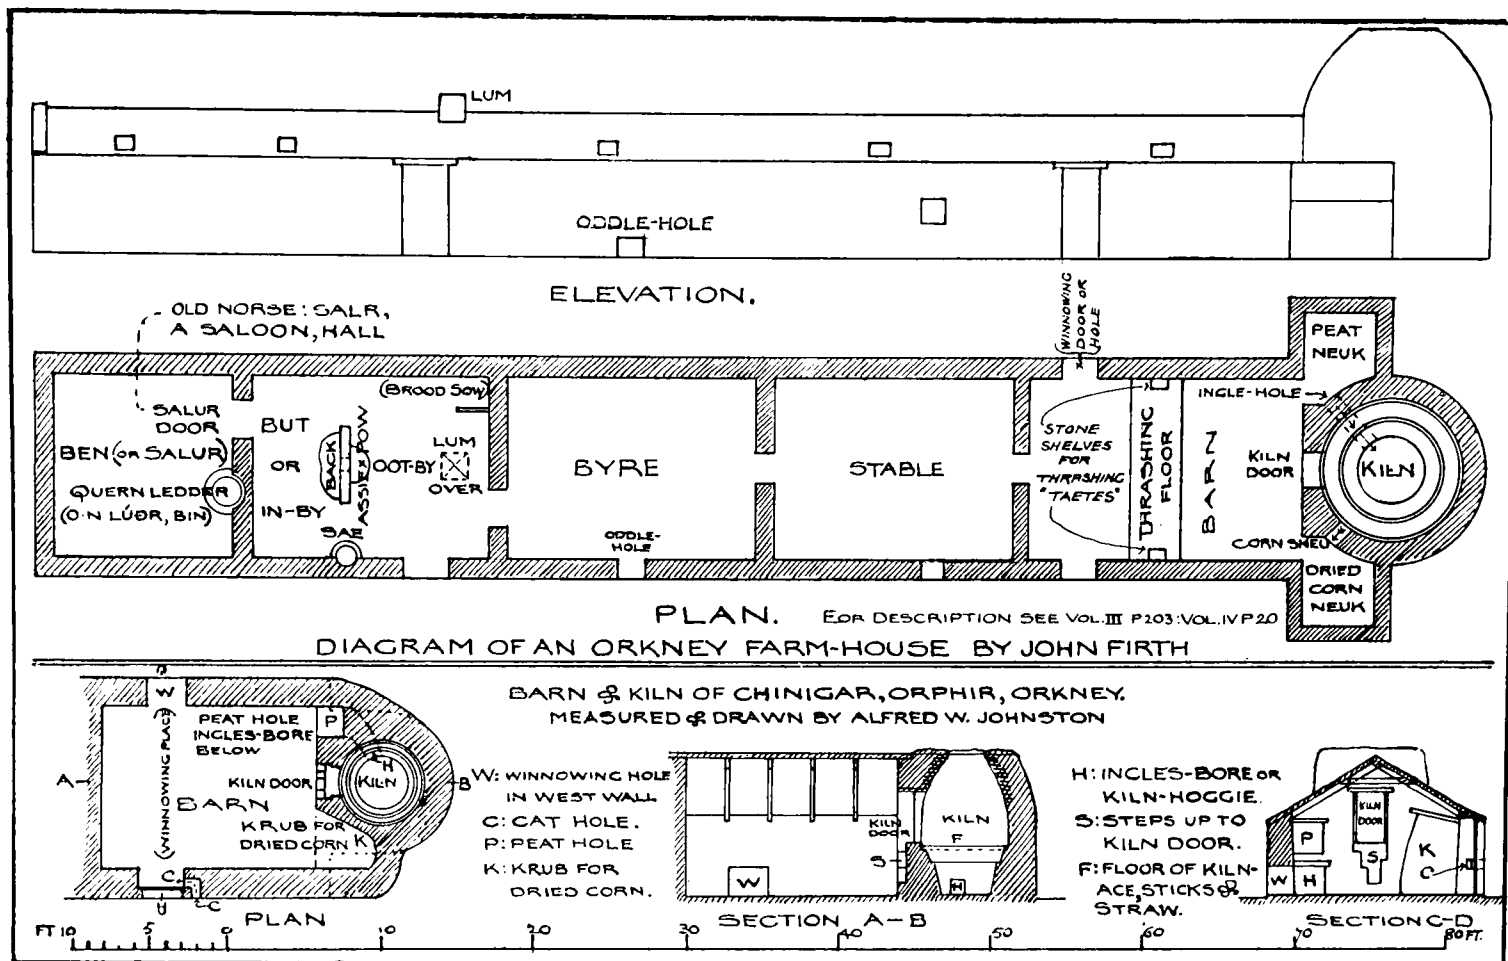 LUM
ODDLE-HOLE
ELEVATION.
OLD NORSE: SALR,
A SALOON, HALL
(WINNOWING
DOOR OR
HOLE)
PEAT
NEUK
SALUR
DOOR
BEN (OR SALUR)
QUERN LEDDER
(O·N LÚÐR, BIN)
BUT
OR
IN-BY
BACK
ASSIEPOW
SAE
(BROOD SOW)
OOT-BY
LUM
OVER
BYRE
ODDLE-
HOLE
STABLE
STONE
SHELVES
FOR
THRASHING
"TAETES"
THRASHING
FLOOR
BARN
INGLE-HOLE
KILN
DOOR
KILN
CORN SHEU
DRIED
CORN
NEUK
PLAN. FOR DESCRIPTION SEE VOL. III P203: VOL. IV P20
DIAGRAM OF AN ORKNEY FARM-HOUSE BY JOHN FIRTH
BARN & KILN OF CHINIGAR, ORPHIR, ORKNEY.
MEASURED & DRAWN BY ALFRED W. JOHNSTON
D
W
(WINNOWING PLACE)
PEAT HOLE
INGLES-BORE
BELOW
P
H
A
KILN DOOR
KILN
B
BARN
KRUB FOR
DRIED CORN K
C
C
PLAN
W: WINNOWING HOLE
IN WEST WALL
C: CAT HOLE.
P: PEAT HOLE
K: KRUB FOR
DRIED CORN.
KILN
DOOR
KILN
F
S
W
H
SECTION A-B
H: INGLES-BORE OR
KILN-HOGGIE.
S: STEPS UP TO
KILN DOOR.
F: FLOOR OF KILN-
ACE, STICKS &
STRAW.
KILN
DOOR
P
S
K
C
W
H
SECTION C-D
FT 10 5 0 10 20 30 40 50 60 70 80 FT.